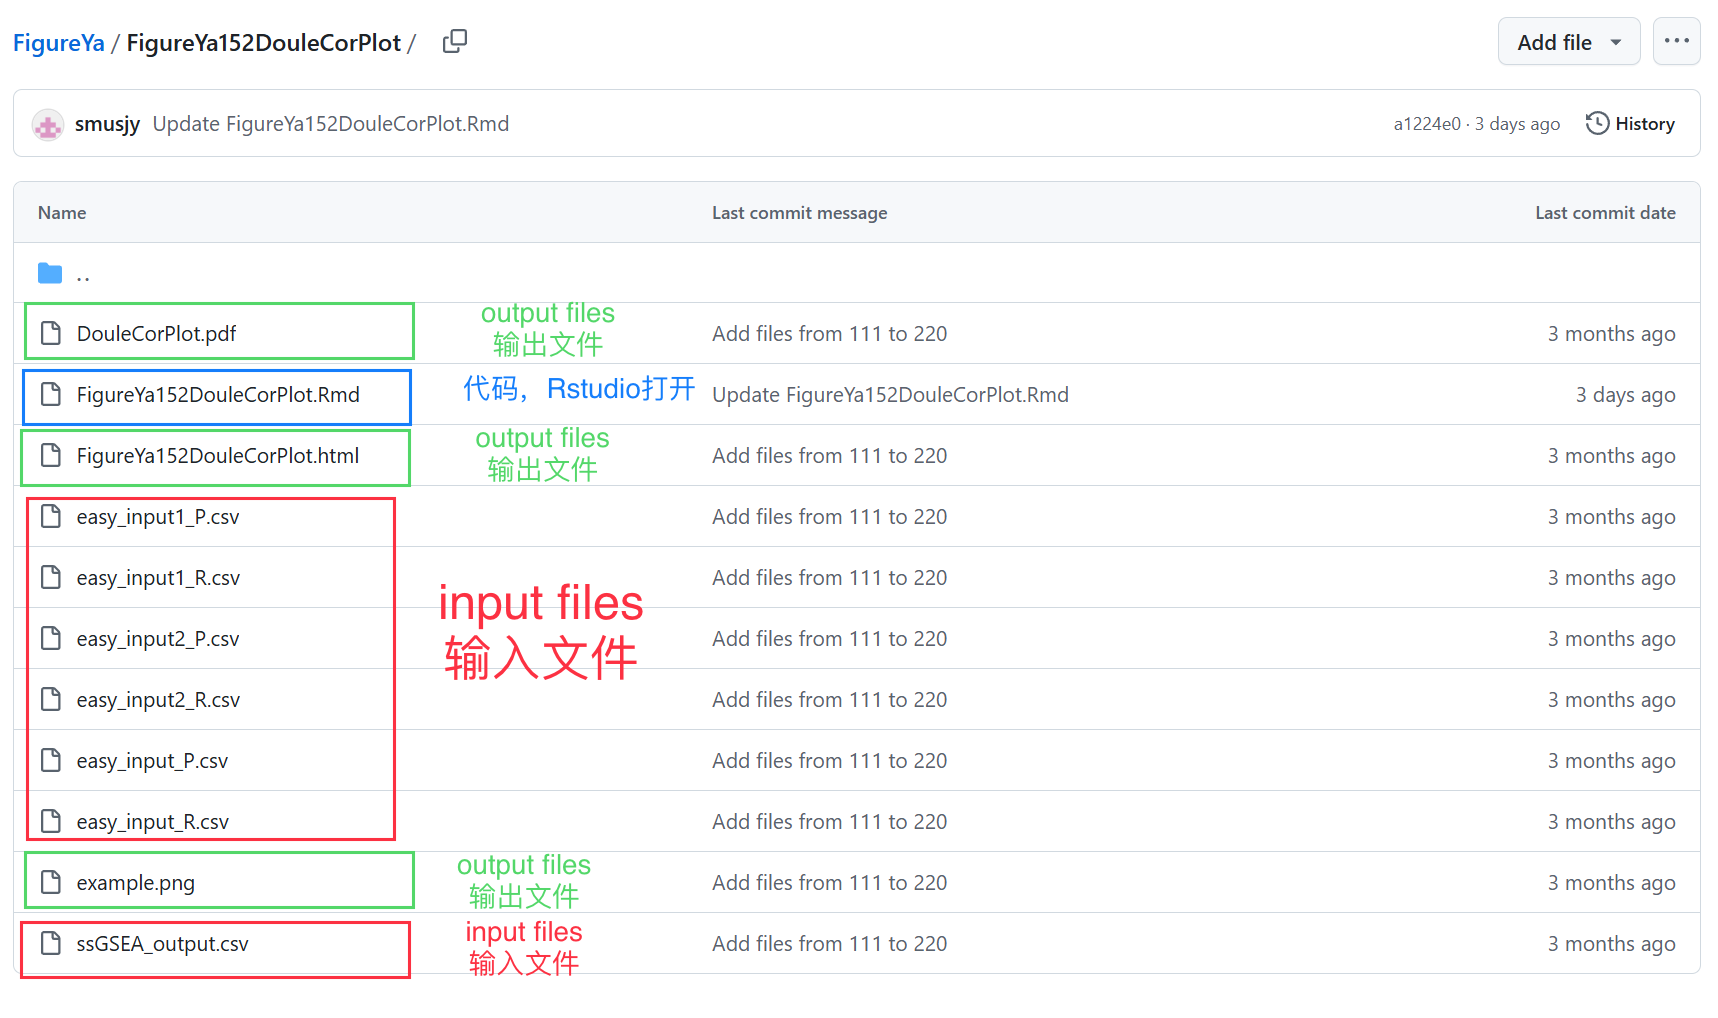 FigureYa / FigureYa152DouleCorPlot /
Add file
smusjy Update FigureYa152DouleCorPlot.Rmd
a1224e0 · 3 days ago
History
Name Last commit message Last commit date
..
DouleCorPlot.pdf
output files
输出文件
Add files from 111 to 220 3 months ago
FigureYa152DouleCorPlot.Rmd
代码，Rstudio打开
Update FigureYa152DouleCorPlot.Rmd 3 days ago
FigureYa152DouleCorPlot.html
output files
输出文件
Add files from 111 to 220 3 months ago
easy_input1_P.csv Add files from 111 to 220 3 months ago
easy_input1_R.csv Add files from 111 to 220 3 months ago
input files
输入文件
easy_input2_P.csv Add files from 111 to 220 3 months ago
easy_input2_R.csv Add files from 111 to 220 3 months ago
easy_input_P.csv Add files from 111 to 220 3 months ago
easy_input_R.csv Add files from 111 to 220 3 months ago
example.png
output files
输出文件
Add files from 111 to 220 3 months ago
ssGSEA_output.csv
input files
输入文件
Add files from 111 to 220 3 months ago